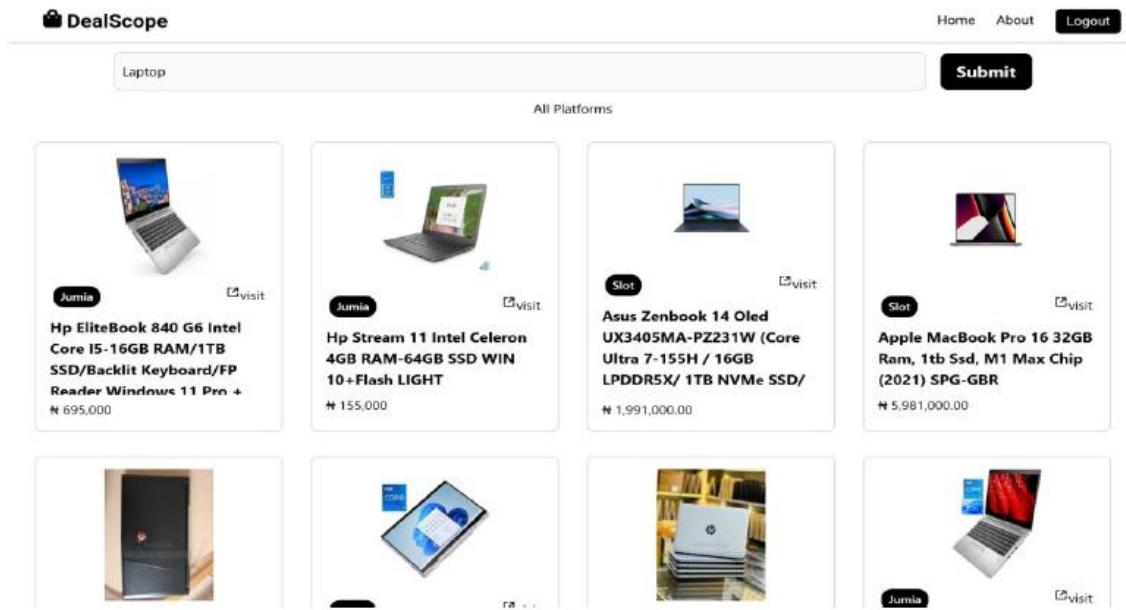 DealScope
Home About Logout
Laptop
Submit
All Platforms
Jumia
visit
Hp EliteBook 840 G6 Intel
Core I5-16GB RAM/1TB
SSD/Backlit Keyboard/FP
Reader Windows 11 Pro +
₦ 695,000
Jumia
visit
Hp Stream 11 Intel Celeron
4GB RAM-64GB SSD WIN
10+Flash LIGHT
₦ 155,000
Slot
visit
Asus Zenbook 14 Oled
UX3405MA-PZ231W (Core
Ultra 7-155H / 16GB
LPDDR5X/ 1TB NVMe SSD/
₦ 1,991,000.00
Slot
visit
Apple MacBook Pro 16 32GB
Ram, 1tb Ssd, M1 Max Chip
(2021) SPG-GBR
₦ 5,981,000.00
CORE
hp
Jumia
visit